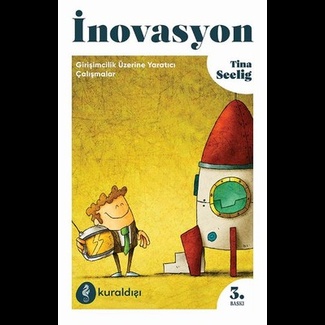 İnovasyon
Girişimcilik Üzerine Yaratıcı
Çalışmalar
Tina
Seelig
kuraldışı
3.
BASKI